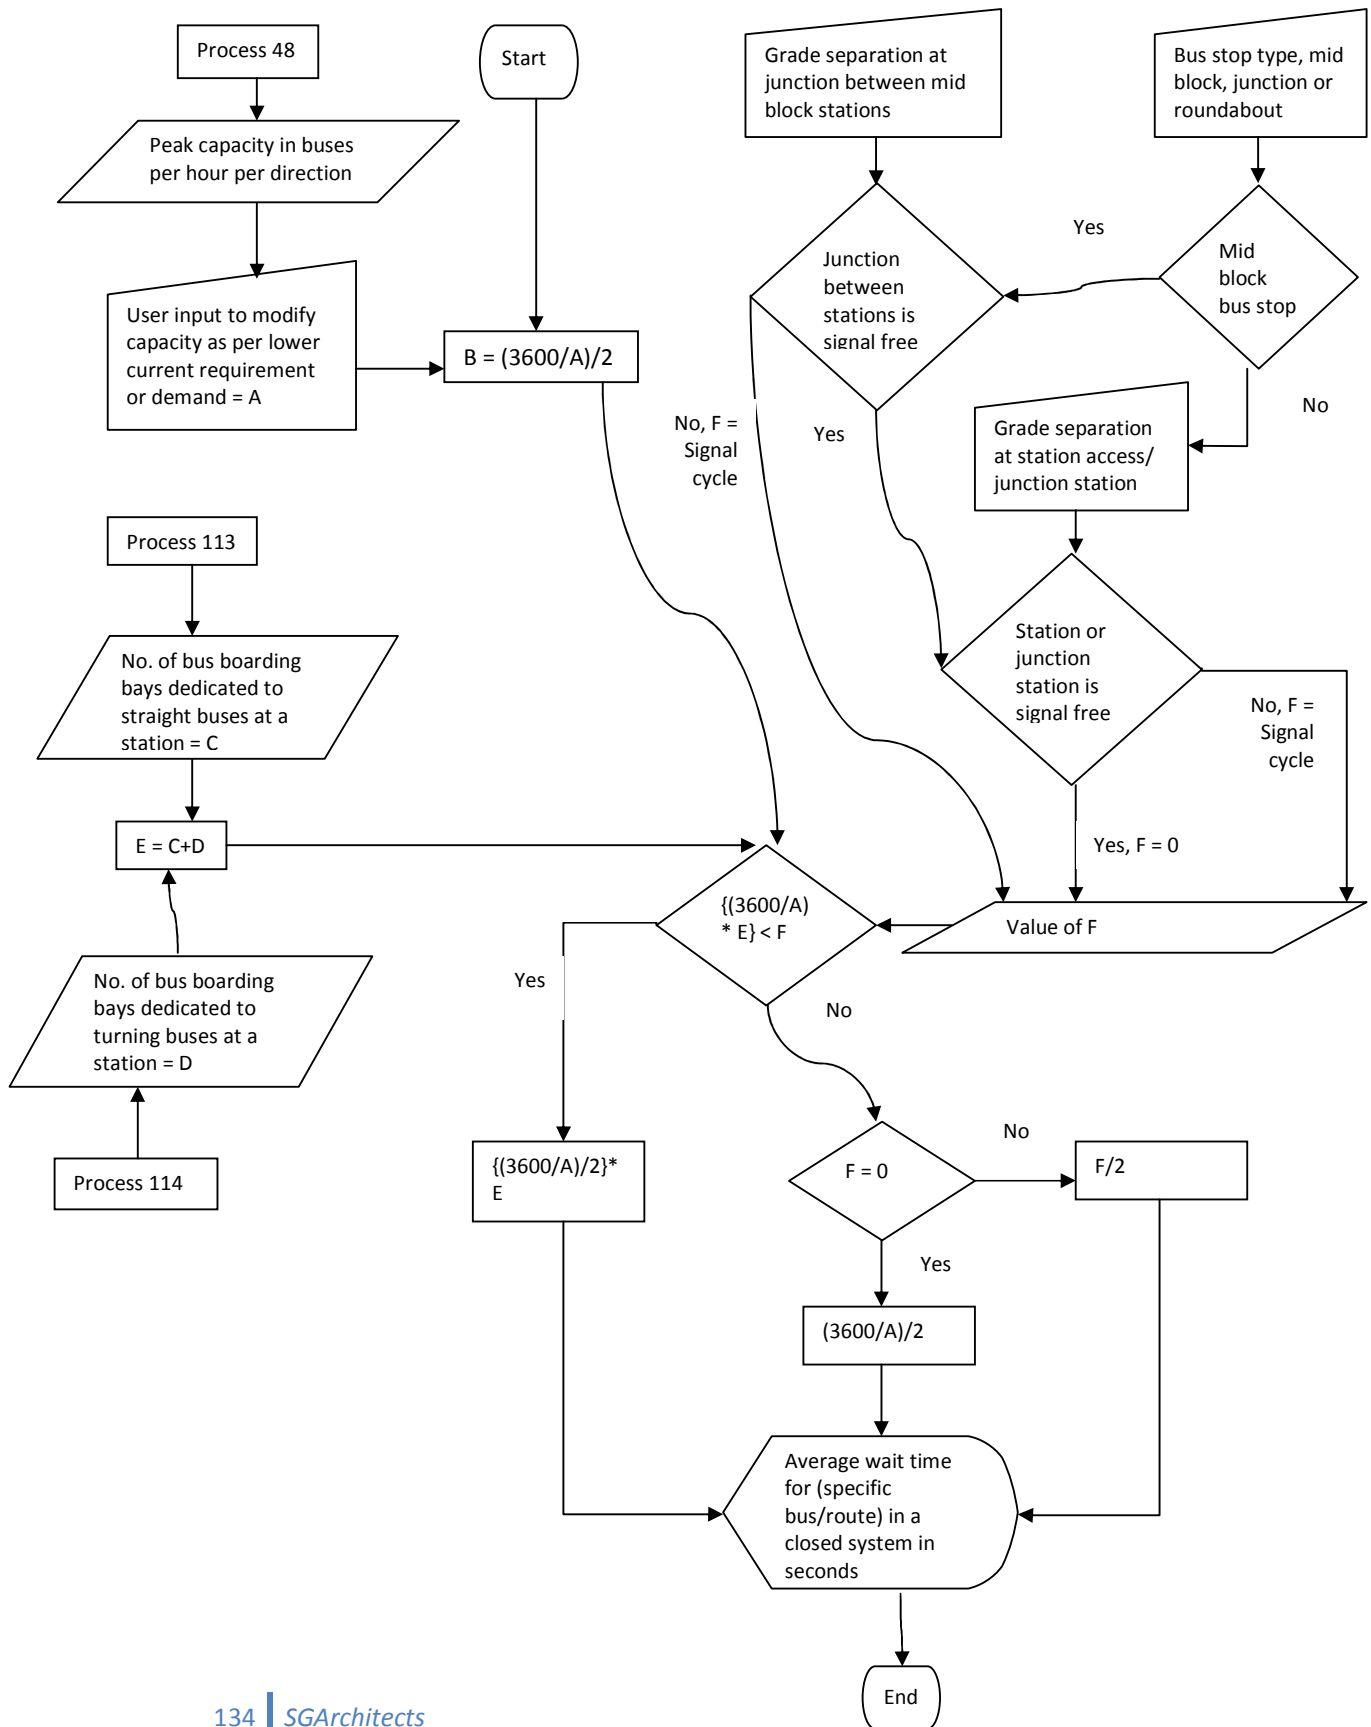 Process 48
Start
Grade separation at
junction between mid
block stations
Bus stop type, mid
block, junction or
roundabout
Peak capacity in buses
per hour per direction
Yes
Mid
block
bus stop
Junction
between
stations is
signal free
User input to modify
capacity as per lower
current requirement
or demand = A
B = (3600/A)/2
No
No, F =
Signal
cycle
Yes
Grade separation
at station access/
junction station
Process 113
Station or
junction
station is
signal free
No. of bus boarding
bays dedicated to
straight buses at a
station = C
No, F =
Signal
cycle
E = C+D
Yes, F = 0
{(3600/A)
* E} < F
Value of F
Yes
No
No. of bus boarding
bays dedicated to
turning buses at a
station = D
Process 114
{(3600/A)/2}*
E
F = 0
No
F/2
Yes
(3600/A)/2
Average wait time
for (specific
bus/route) in a
closed system in
seconds
End
134 SGArchitects